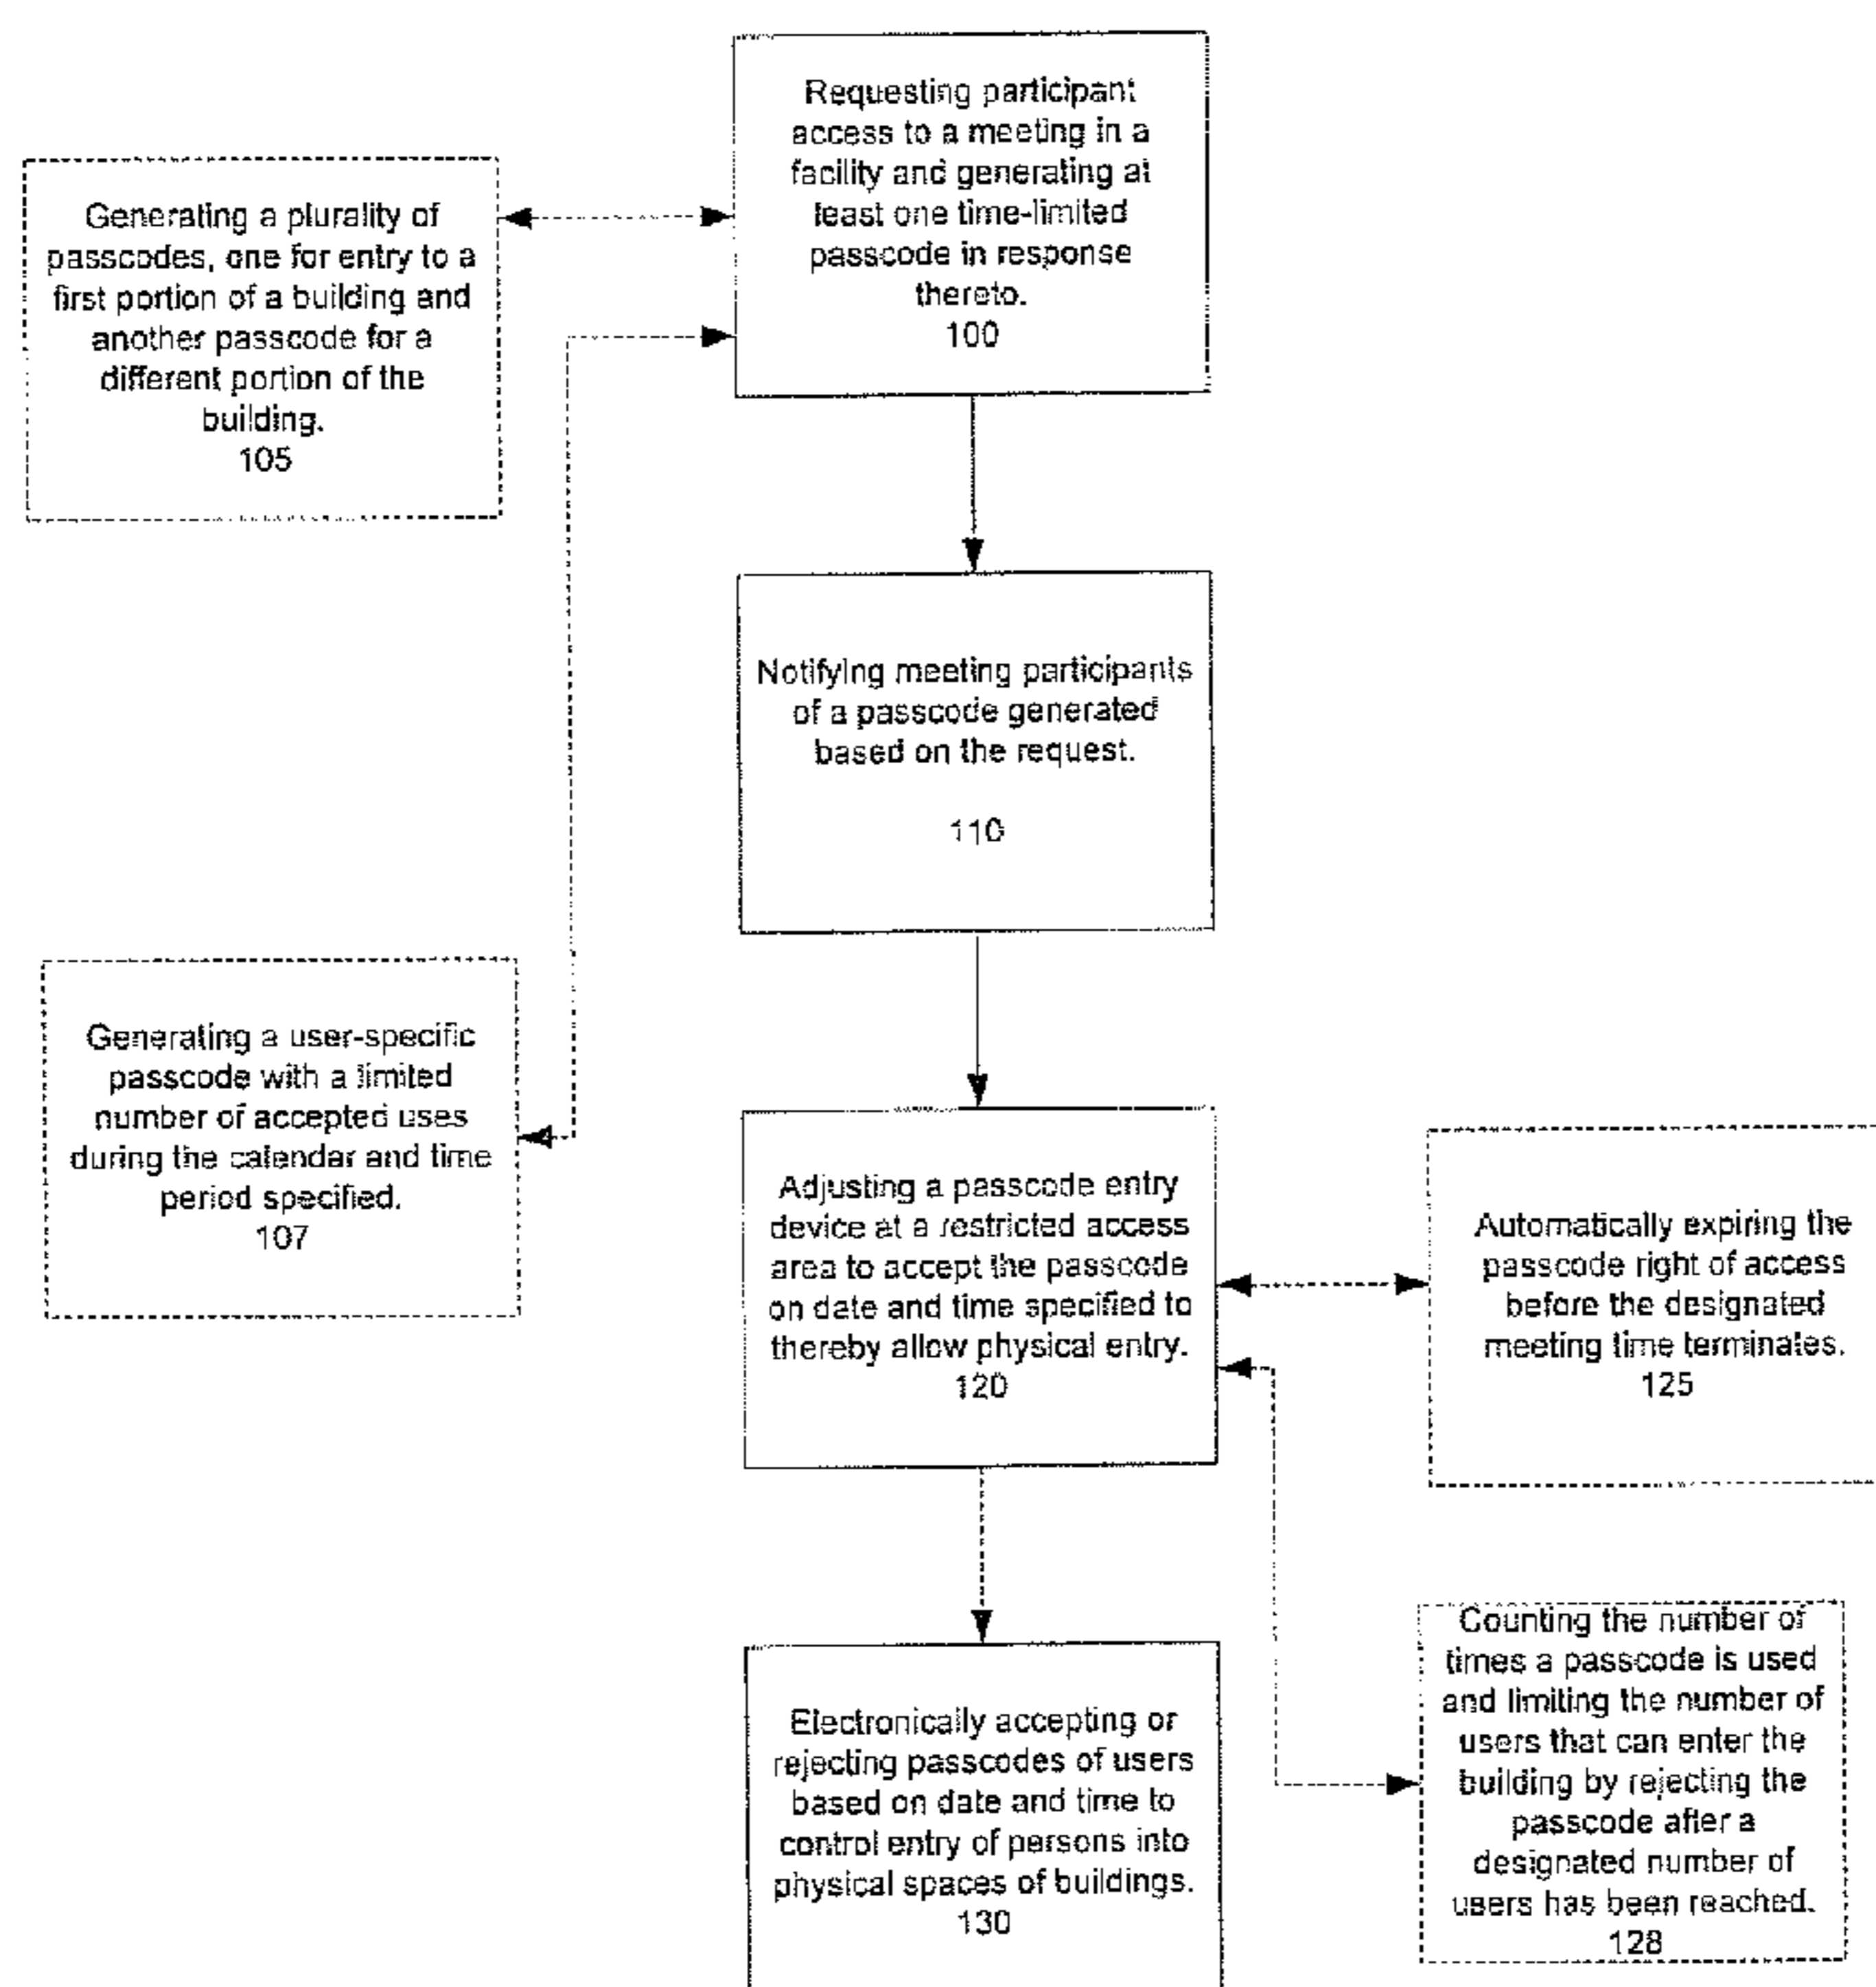 Requesting participant
access to a meeting in a
facility and generating at
least one time-limited
passcode in response
thereto.
100
Generating a plurality of
passcodes, one for entry to a
first portion of a building and
another passcode for a
different portion of the
building.
105
Notifying meeting participants
of a passcode generated
based on the request.
110
Generating a user-specific
passcode with a limited
number of accepted uses
during the calendar and time
period specified.
107
Adjusting a passcode entry
device at a restricted access
area to accept the passcode
on date and time specified to
thereby allow physical entry.
120
Automatically expiring the
passcode right of access
before the designated
meeting time terminates.
125
Electronically accepting or
rejecting passcodes of users
based on date and time to
control entry of persons into
physical spaces of buildings.
130
Counting the number of
times a passcode is used
and limiting the number of
users that can enter the
building by rejecting the
passcode after a
designated number of
users has been reached.
128